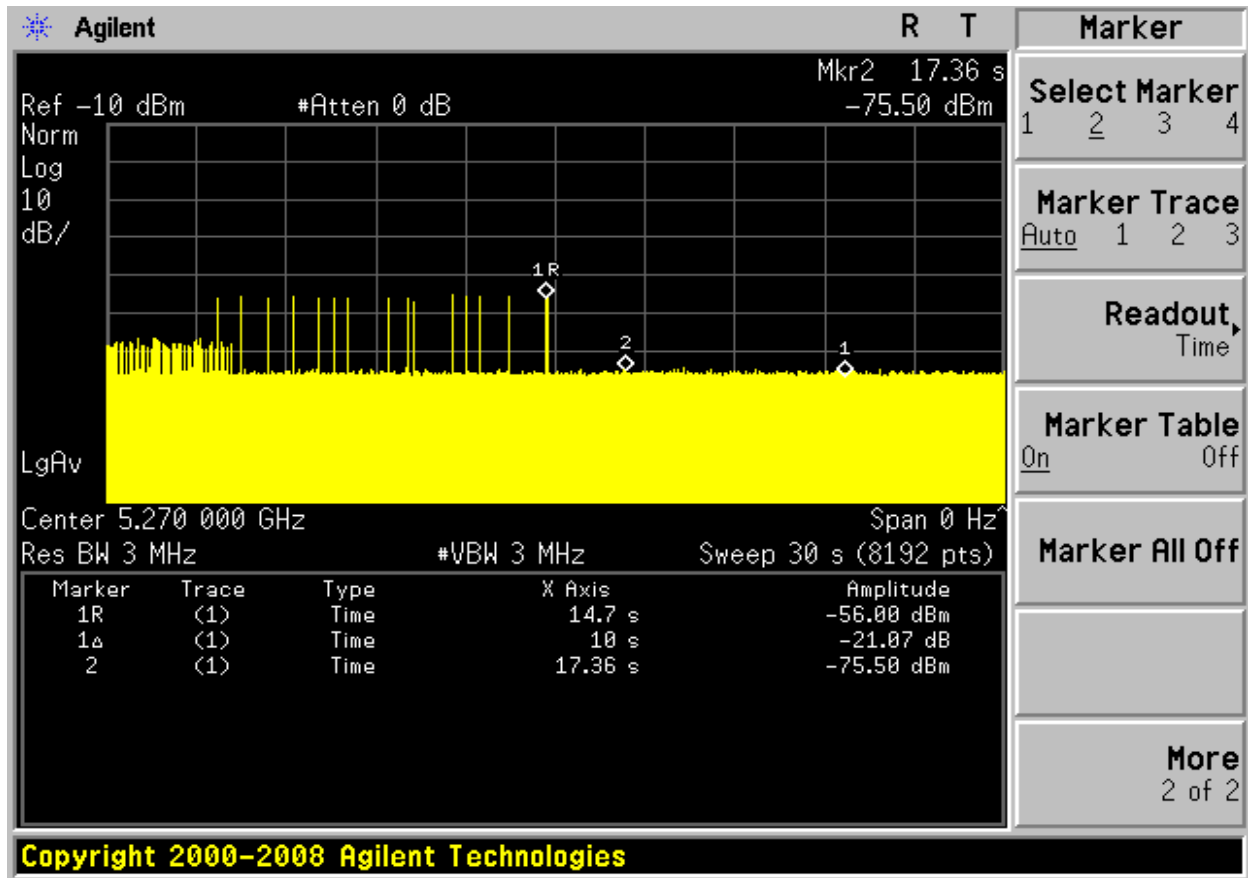 Agilent R T
Mkr2 17.36 s
Ref −10 dBm #Atten 0 dB −75.50 dBm
Norm
Log
10
dB/
1R
2
1
LgAv
Center 5.270 000 GHz Span 0 Hz^
Res BW 3 MHz #VBW 3 MHz Sweep 30 s (8192 pts)
Marker Trace Type X Axis Amplitude
1R (1) Time 14.7 s −56.00 dBm
1△ (1) Time 10 s −21.07 dB
2 (1) Time 17.36 s −75.50 dBm
Marker
Select Marker
1 2 3 4
Marker Trace
Auto 1 2 3
Readout
Time
Marker Table
On Off
Marker All Off
More
2 of 2
Copyright 2000−2008 Agilent Technologies